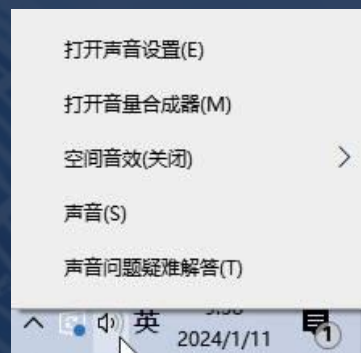 打开声音设置(E)
打开音量合成器(M)
空间音效(关闭)
声音(S)
声音问题疑难解答(T)
英
2024/1/11
1